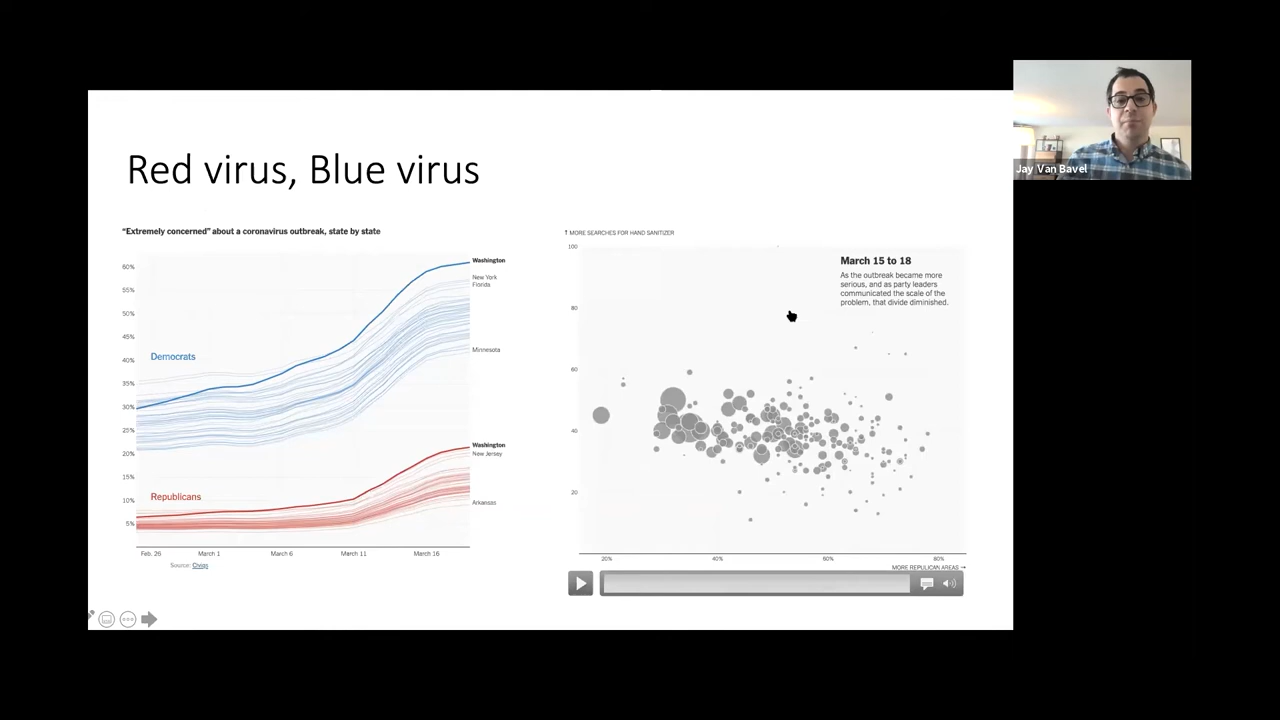 Jay Van Bavel
Red virus, Blue virus
“Extremely concerned” about a coronavirus outbreak, state by state
60%
55%
50%
45%
40%
35%
30%
25%
20%
15%
10%
5%
Democrats
Republicans
Washington
New York
Florida
Minnesota
Washington
New Jersey
Arkansas
Feb. 26
March 1
March 6
March 11
March 16
Source: Civiqs
↑ MORE SEARCHES FOR HAND SANITIZER
100
80
60
40
20
March 15 to 18
As the outbreak became more
serious, and as party leaders
communicated the scale of the
problem, that divide diminished.
20%
40%
60%
80%
MORE REPULICAN AREAS →